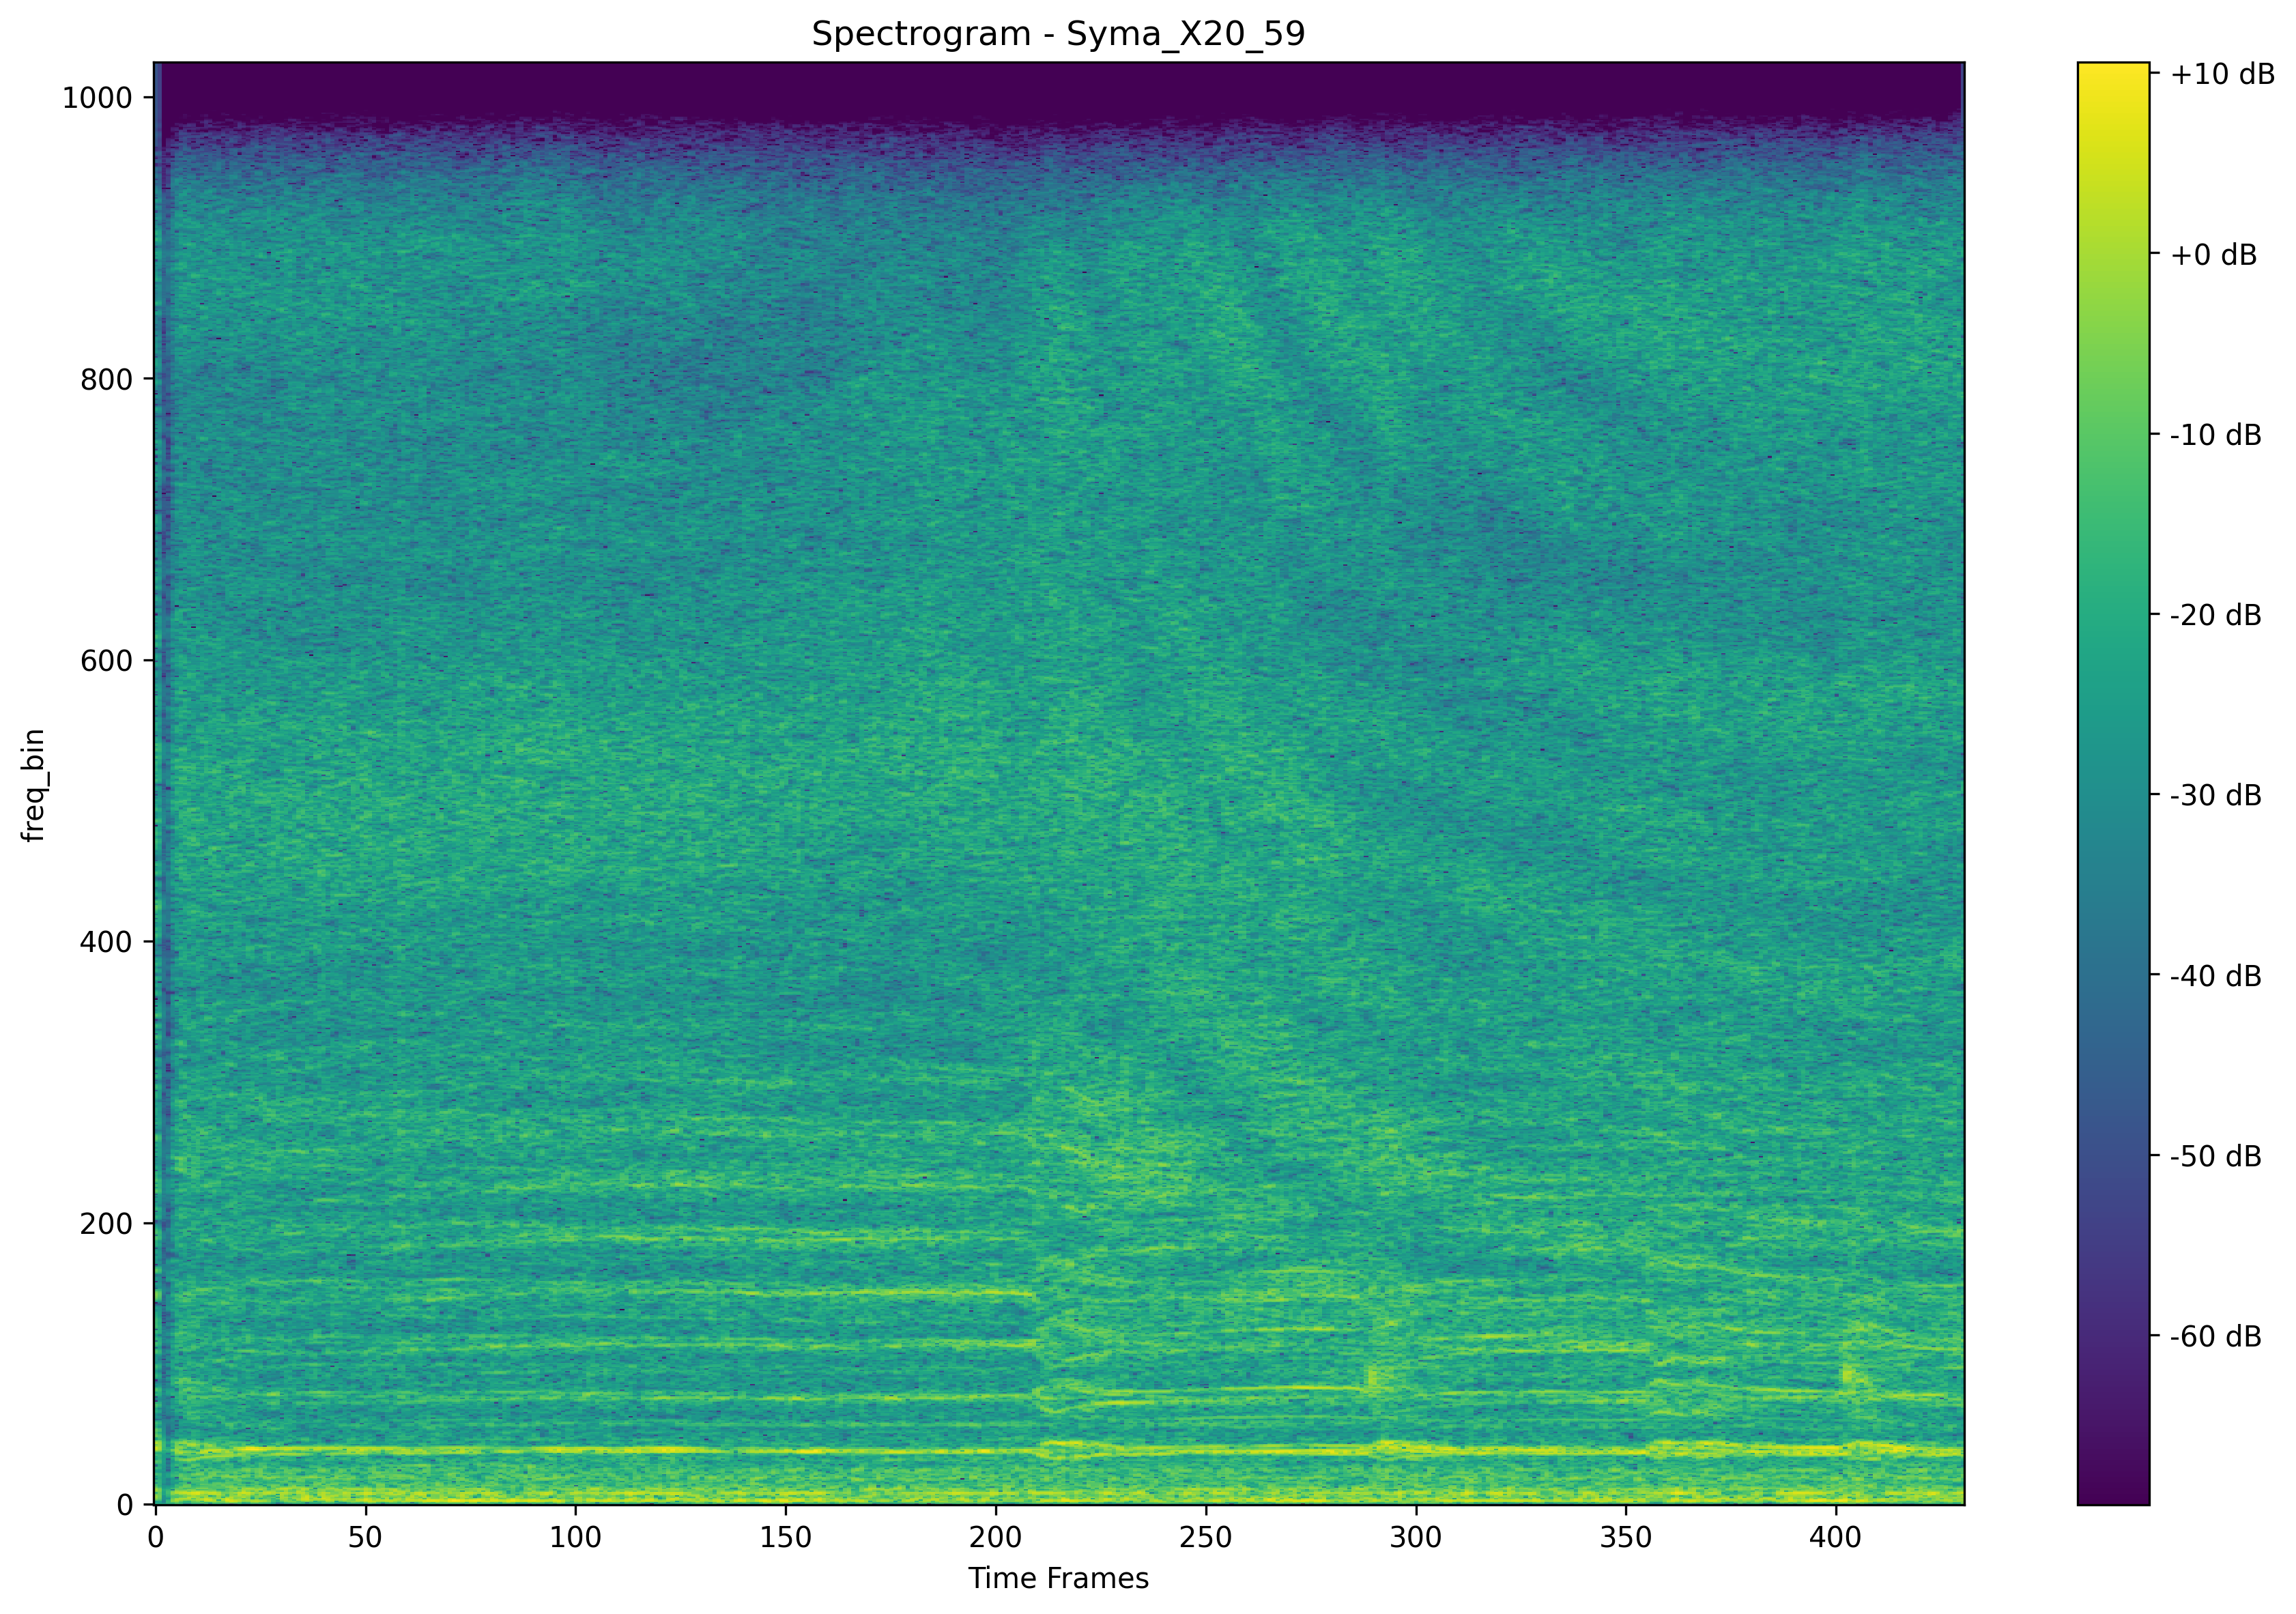 Spectrogram - Syma_X20_59
freq_bin
1000
800
600
400
200
0
0 50 100 150 200 250 300 350 400
Time Frames
+10 dB
+0 dB
-10 dB
-20 dB
-30 dB
-40 dB
-50 dB
-60 dB